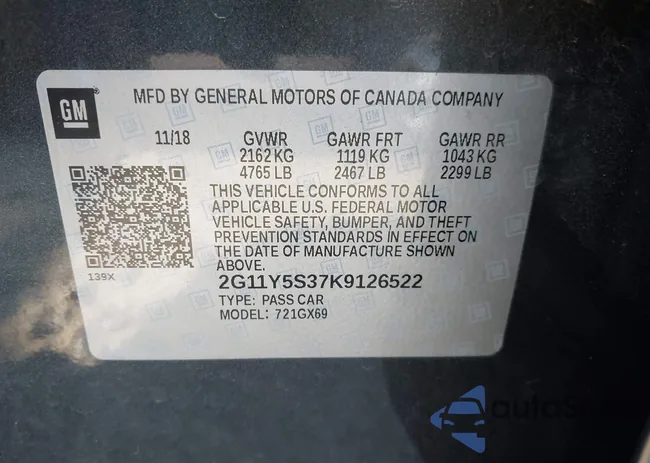 GM
MFD BY GENERAL MOTORS OF CANADA COMPANY
11/18 GVWR GAWR FRT GAWR RR
2162 KG 1119 KG 1043 KG
4765 LB 2467 LB 2299 LB
THIS VEHICLE CONFORMS TO ALL
APPLICABLE U.S. FEDERAL MOTOR
VEHICLE SAFETY, BUMPER, AND THEFT
PREVENTION STANDARDS IN EFFECT ON
THE DATE OF MANUFACTURE SHOWN
ABOVE.
139X
2G11Y5S37K9126522
TYPE: PASS CAR
MODEL: 721GX69